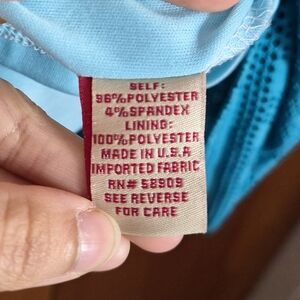 SELF:
96%POLYESTER
4%SPANDEX
LINING:
100%POLYESTER
MADE IN U.S.A
IMPORTED FABRIC
RN# 58909
SEE REVERSE
FOR CARE